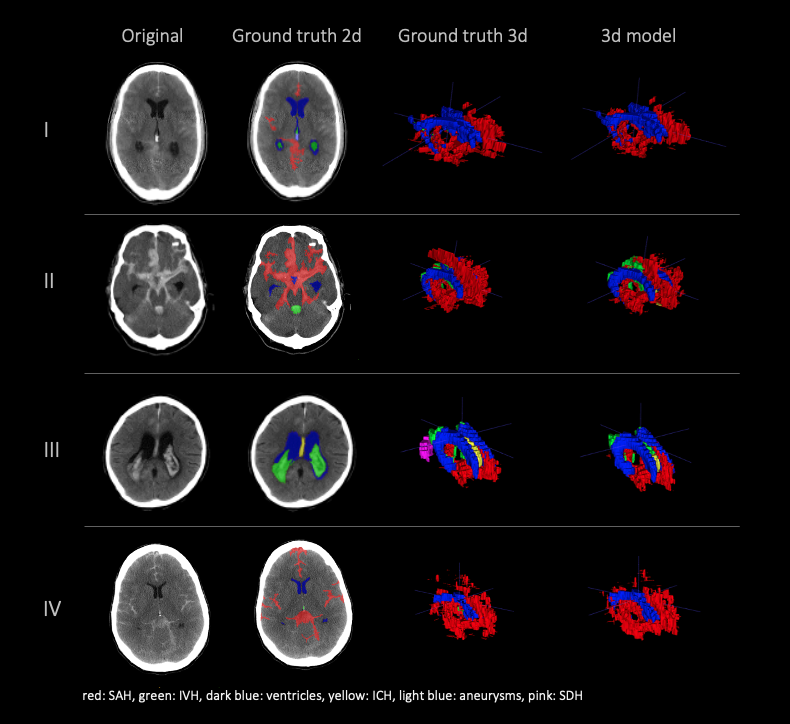 Original Ground truth 2d Ground truth 3d 3d model
I
II
III
IV
red: SAH, green: IVH, dark blue: ventricles, yellow: ICH, light blue: aneurysms, pink: SDH